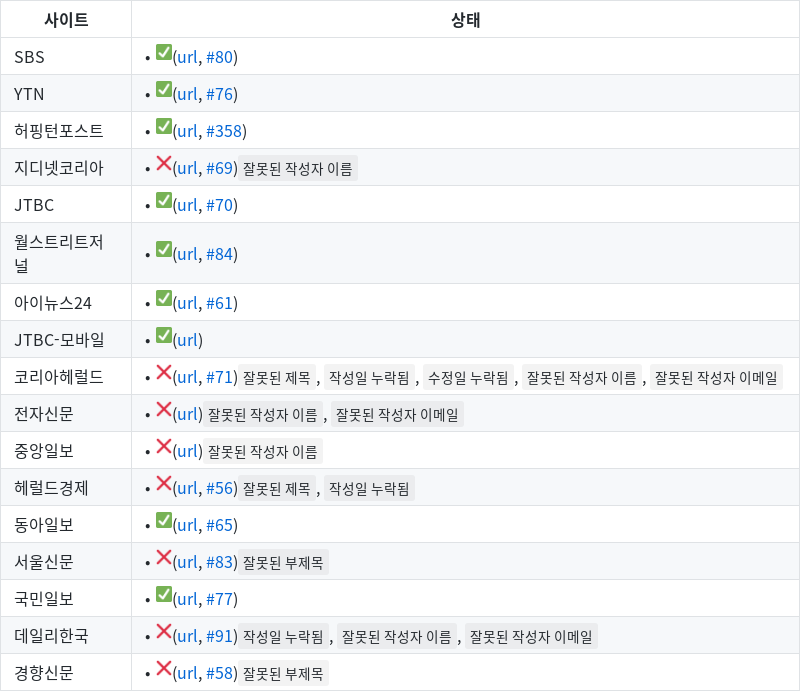 사이트 상태
SBS • ✅(url, #80)
YTN • ✅(url, #76)
허핑턴포스트 • ✅(url, #358)
지디넷코리아 • ❌(url, #69) 잘못된 작성자 이름
JTBC • ✅(url, #70)
월스트리트저
널 • ✅(url, #84)
아이뉴스24 • ✅(url, #61)
JTBC-모바일 • ✅(url)
코리아헤럴드 • ❌(url, #71) 잘못된 제목 , 작성일 누락됨 , 수정일 누락됨 , 잘못된 작성자 이름 , 잘못된 작성자 이메일
전자신문 • ❌(url) 잘못된 작성자 이름 , 잘못된 작성자 이메일
중앙일보 • ❌(url) 잘못된 작성자 이름
헤럴드경제 • ❌(url, #56) 잘못된 제목 , 작성일 누락됨
동아일보 • ✅(url, #65)
서울신문 • ❌(url, #83) 잘못된 부제목
국민일보 • ✅(url, #77)
데일리한국 • ❌(url, #91) 작성일 누락됨 , 잘못된 작성자 이름 , 잘못된 작성자 이메일
경향신문 • ❌(url, #58) 잘못된 부제목